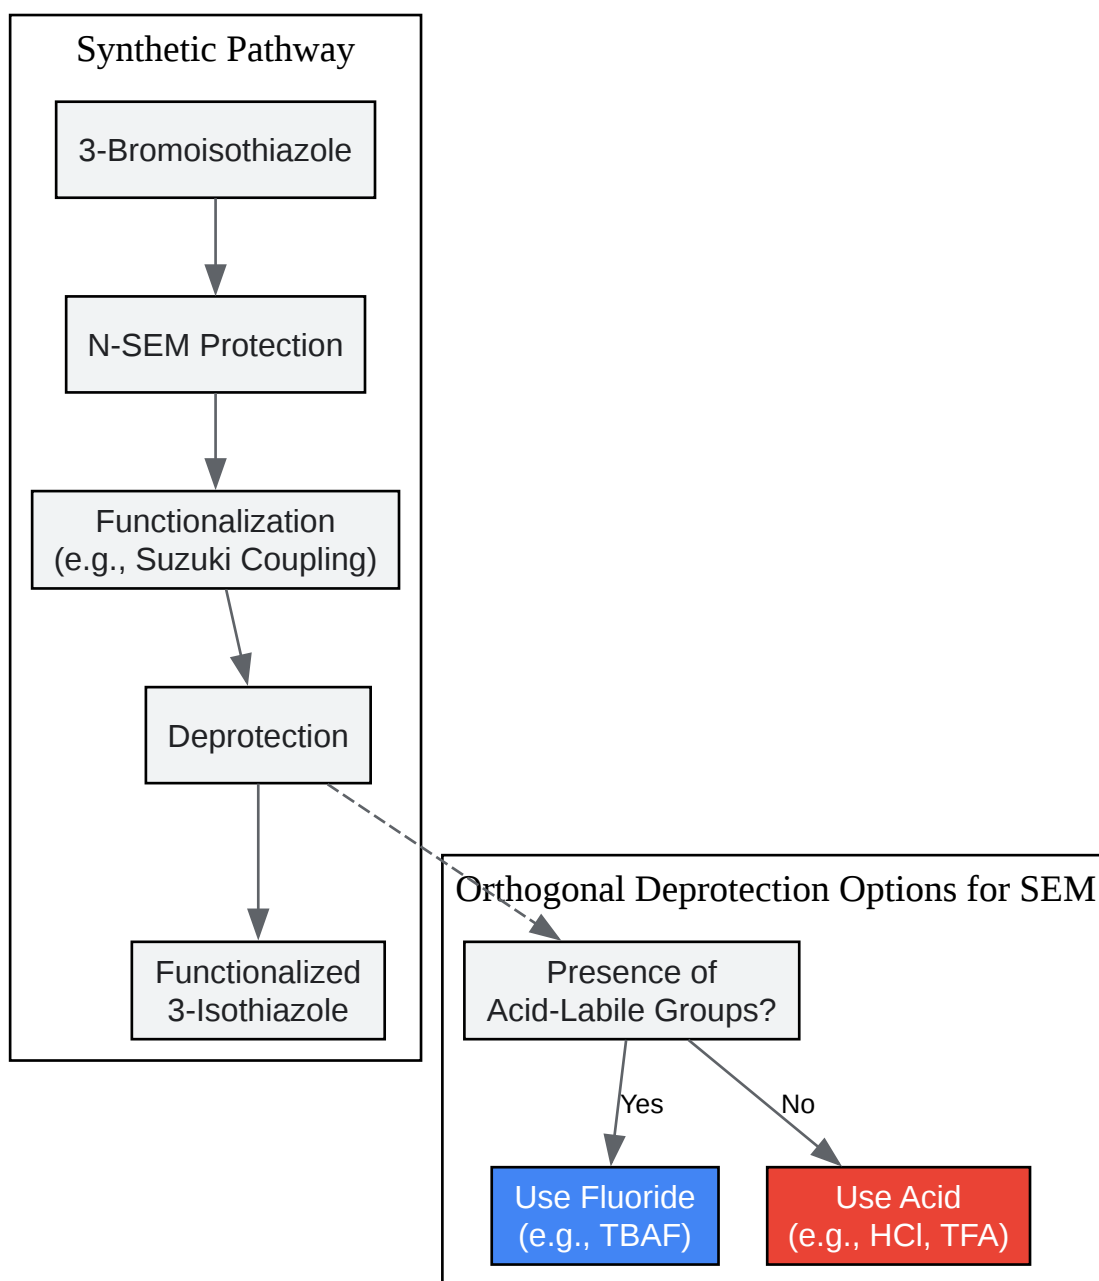 Synthetic Pathway
3-Bromoisothiazole
N-SEM Protection
Functionalization
(e.g., Suzuki Coupling)
Deprotection
Functionalized
3-Isothiazole
Orthogonal Deprotection Options for SEM
Presence of
Acid-Labile Groups?
Yes
No
Use Fluoride
(e.g., TBAF)
Use Acid
(e.g., HCl, TFA)